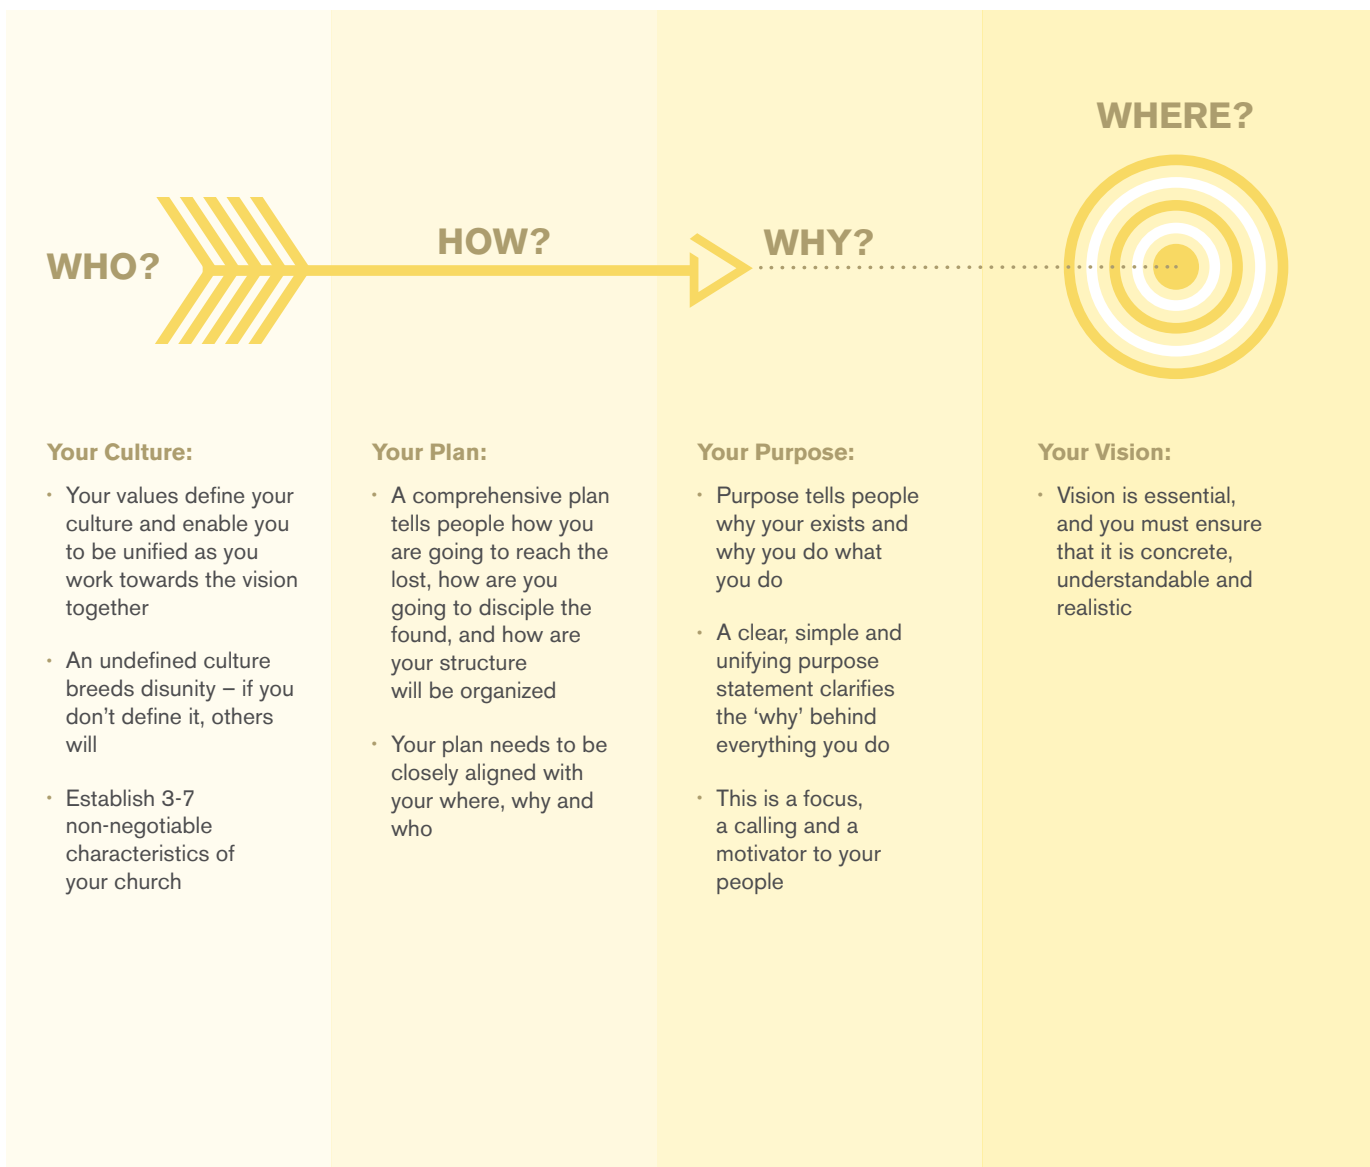 WHO?
HOW?
WHY?
WHERE?
Your Culture:
• Your values define your
culture and enable you
to be unified as you
work towards the vision
together
• An undefined culture
breeds disunity – if you
don’t define it, others
will
• Establish 3-7
non-negotiable
characteristics of
your church
Your Plan:
• A comprehensive plan
tells people how you
are going to reach the
lost, how are you
going to disciple the
found, and how are
your structure
will be organized
• Your plan needs to be
closely aligned with
your where, why and
who
Your Purpose:
• Purpose tells people
why your exists and
why you do what
you do
• A clear, simple and
unifying purpose
statement clarifies
the ‘why’ behind
everything you do
• This is a focus,
a calling and a
motivator to your
people
Your Vision:
• Vision is essential,
and you must ensure
that it is concrete,
understandable and
realistic